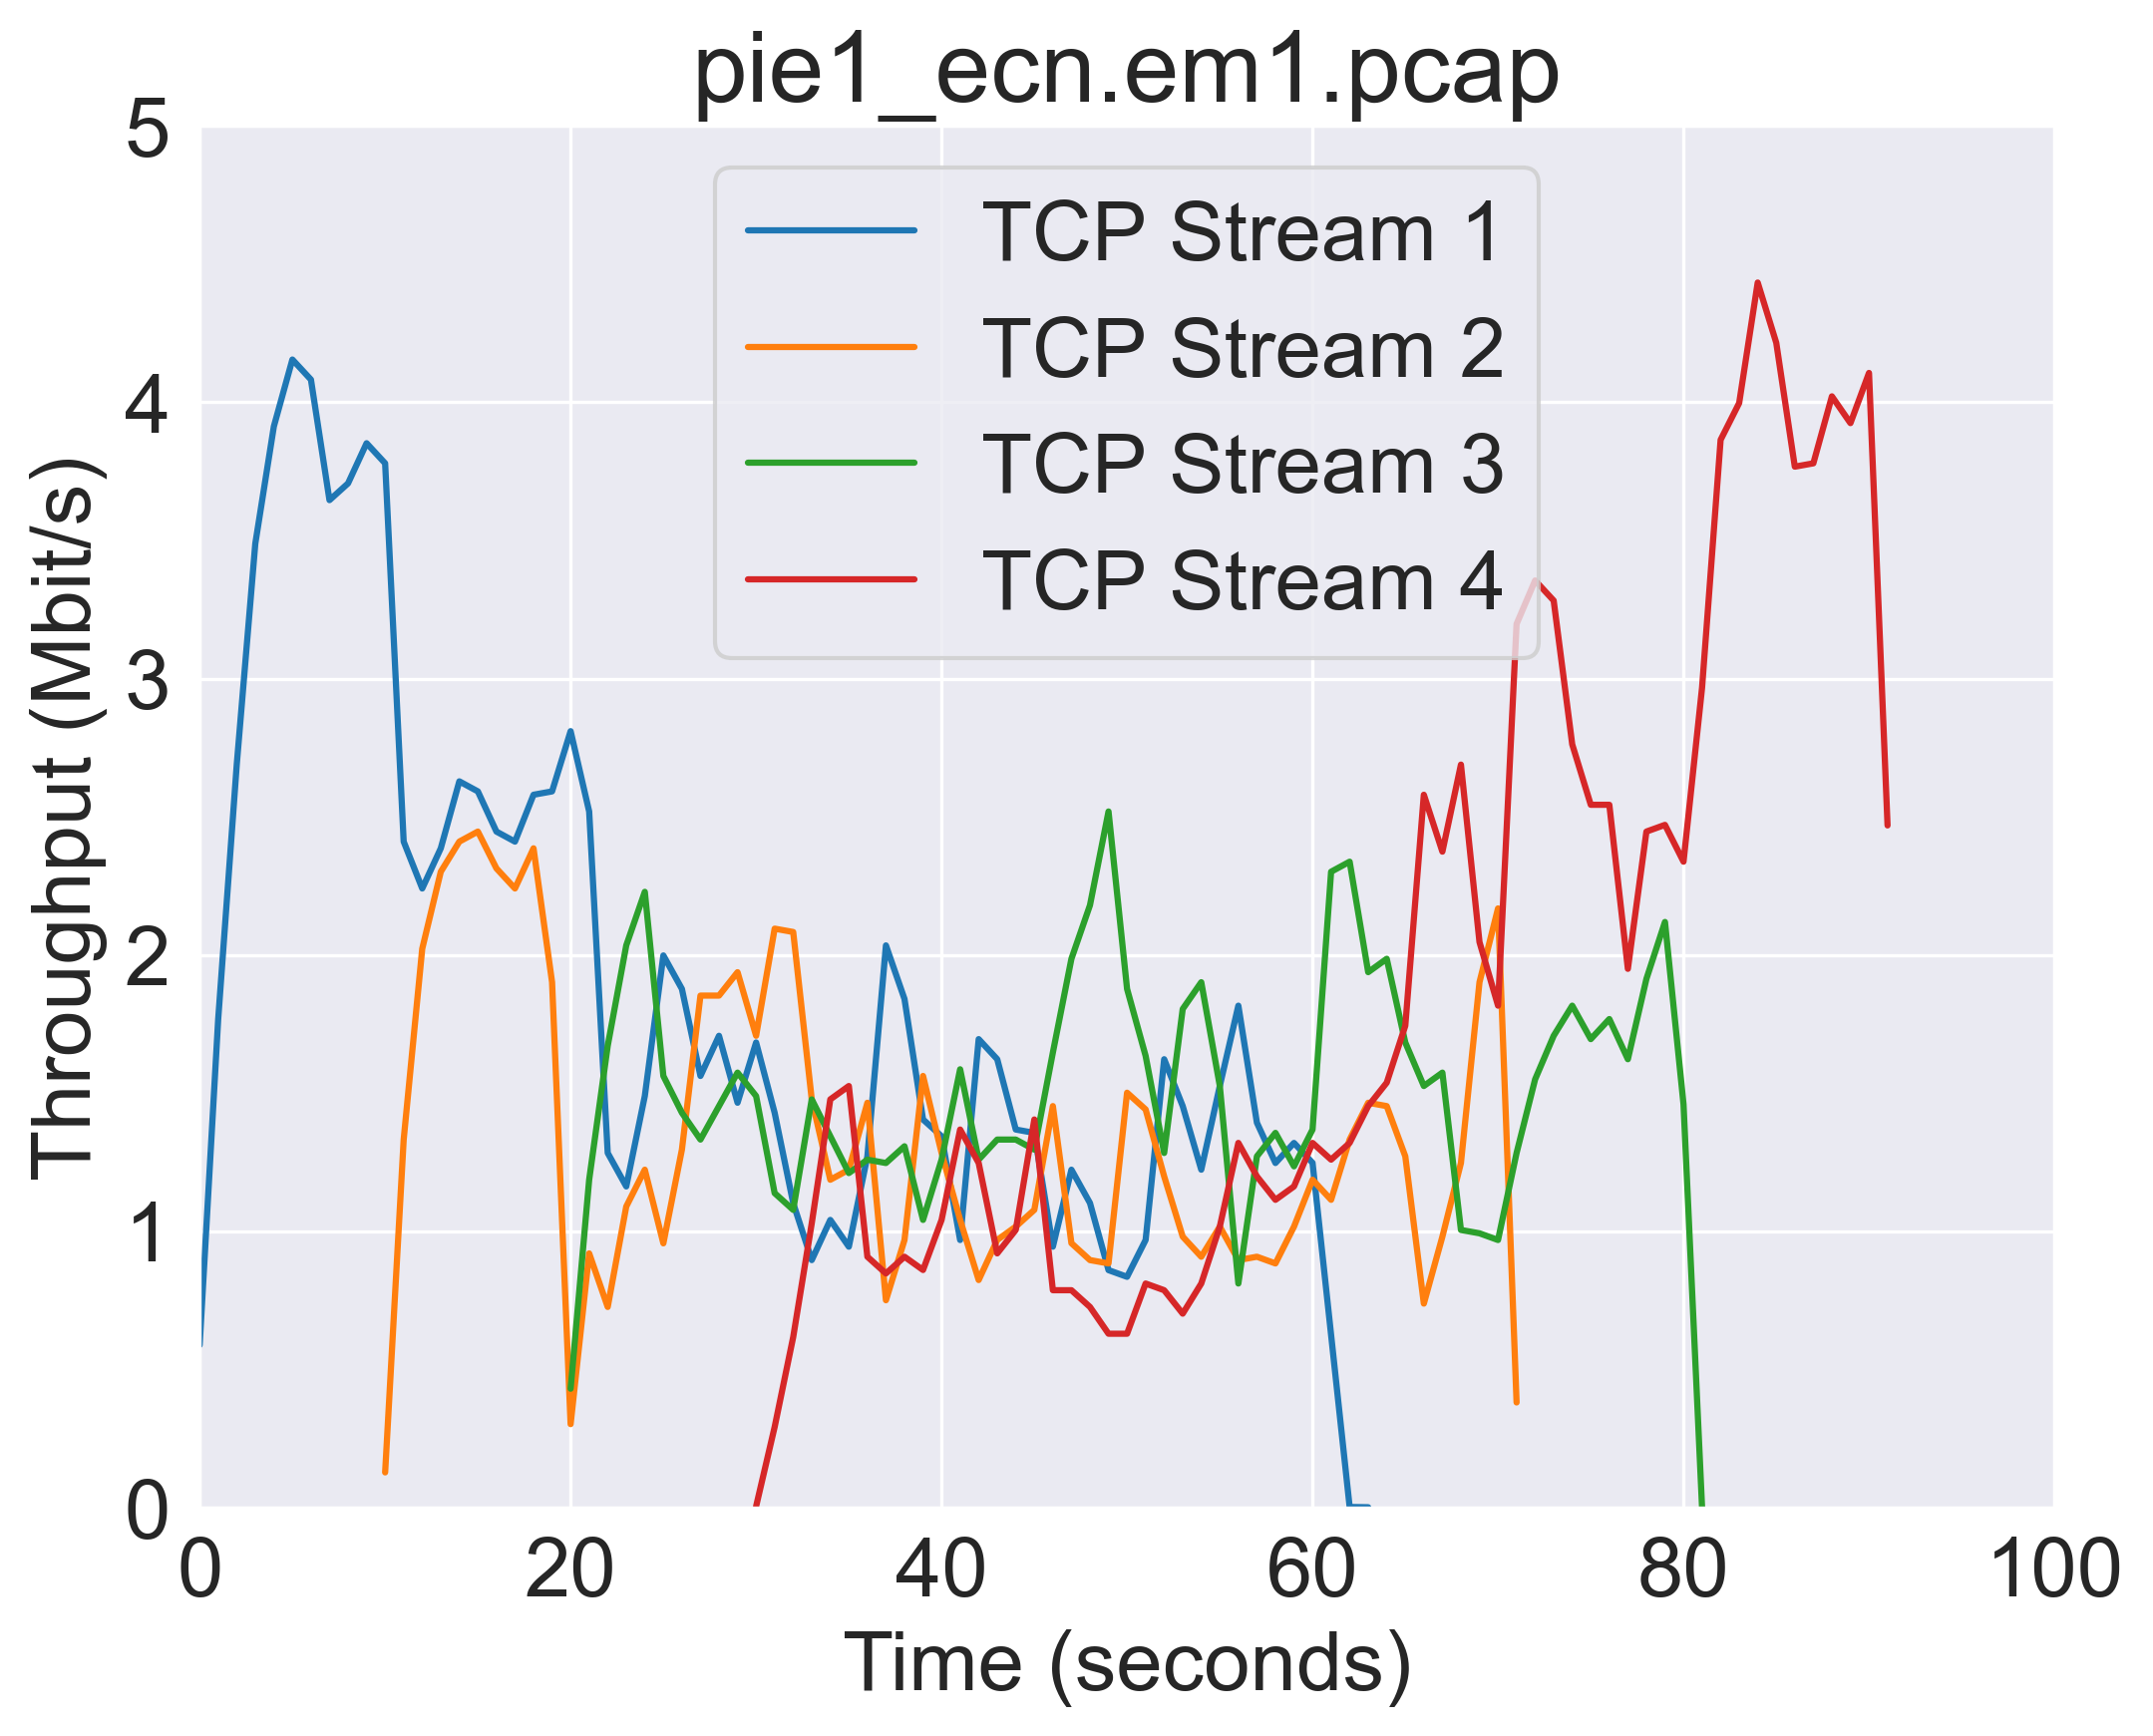 pie1_ecn.em1.pcap
Throughput (Mbit/s)
5
4
3
2
1
0
TCP Stream 1
TCP Stream 2
TCP Stream 3
TCP Stream 4
0 20 40 60 80 100
Time (seconds)